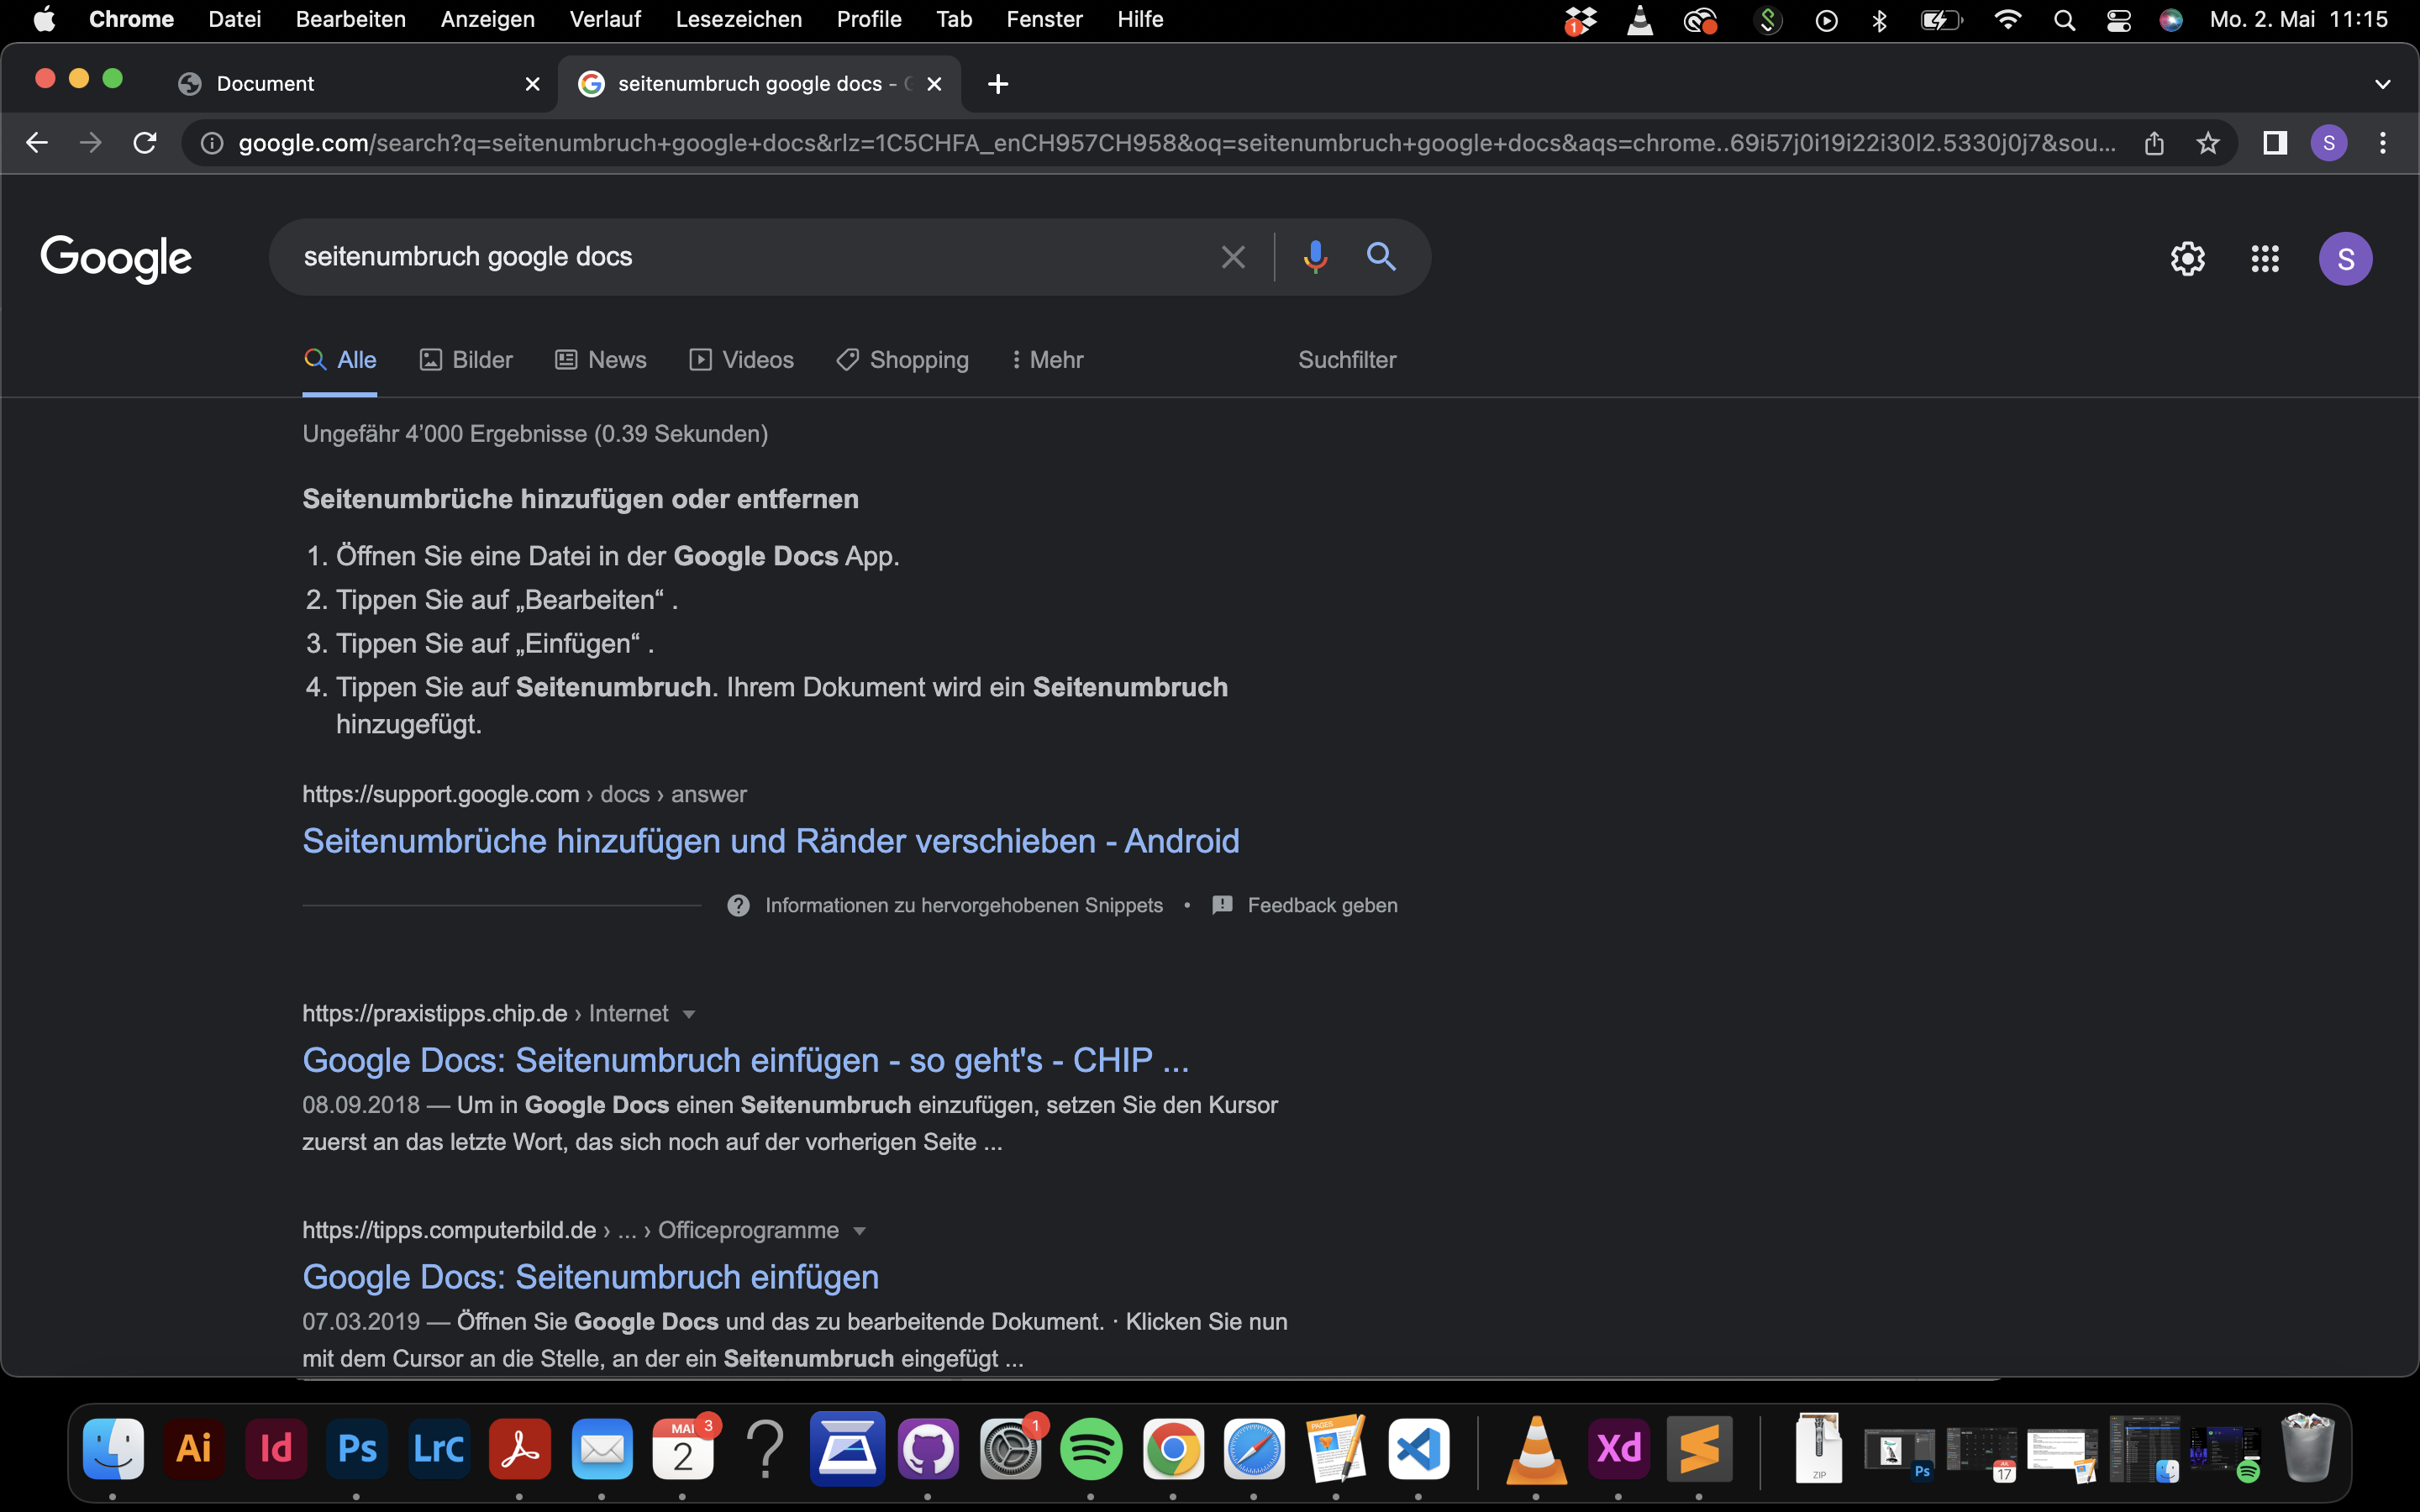 Chrome Datei Bearbeiten Anzeigen Verlauf Lesezeichen Profile Tab Fenster Hilfe 1 Mo. 2. Mai 11:15
Document seitenumbruch google docs -
google.com/search?q=seitenumbruch+google+docs&rlz=1C5CHFA_enCH957CH958&oq=seitenumbruch+google+docs&aqs=chrome..69i57j0i19i22i30l2.5330j0j7&sou... S
Google seitenumbruch google docs S
Alle Bilder News Videos Shopping Mehr Suchfilter
Ungefähr 4’000 Ergebnisse (0.39 Sekunden)
Seitenumbrüche hinzufügen oder entfernen
1. Öffnen Sie eine Datei in der Google Docs App.
2. Tippen Sie auf „Bearbeiten“ .
3. Tippen Sie auf „Einfügen“ .
4. Tippen Sie auf Seitenumbruch. Ihrem Dokument wird ein Seitenumbruch
hinzugefügt.
https://support.google.com › docs › answer
Seitenumbrüche hinzufügen und Ränder verschieben - Android
Informationen zu hervorgehobenen Snippets • Feedback geben
https://praxistipps.chip.de › Internet
Google Docs: Seitenumbruch einfügen - so geht's - CHIP ...
08.09.2018 — Um in Google Docs einen Seitenumbruch einzufügen, setzen Sie den Kursor
zuerst an das letzte Wort, das sich noch auf der vorherigen Seite ...
https://tipps.computerbild.de › ... › Officeprogramme
Google Docs: Seitenumbruch einfügen
07.03.2019 — Öffnen Sie Google Docs und das zu bearbeitende Dokument. · Klicken Sie nun
mit dem Cursor an die Stelle, an der ein Seitenumbruch eingefügt ...
Ai Id Ps LrC MAI 2 3 ? 1 PAGES Xd ZIP Ps 17